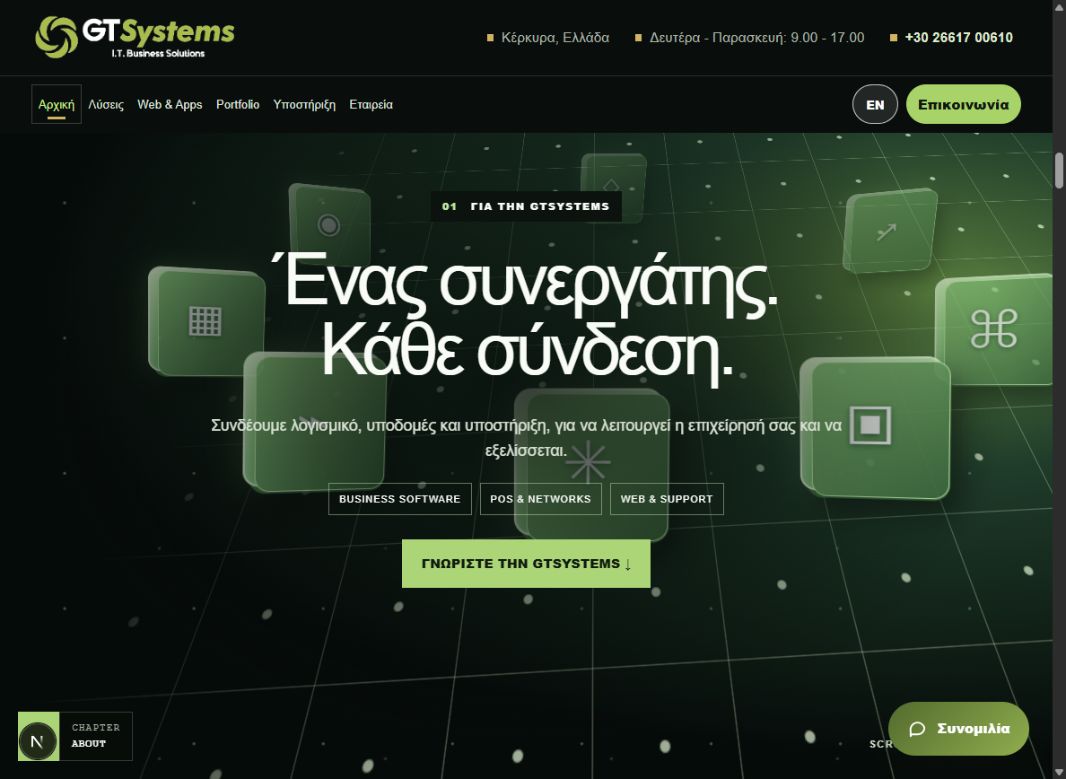 GTSystems
I.T. Business Solutions
Κέρκυρα, Ελλάδα
Δευτέρα - Παρασκευή: 9.00 - 17.00
+30 26617 00610
Αρχική
Λύσεις
Web & Apps
Portfolio
Υποστήριξη
Εταιρεία
EN
Επικοινωνία
01 ΓΙΑ ΤΗΝ GTSYSTEMS
Ένας συνεργάτης.
Κάθε σύνδεση.
Συνδέουμε λογισμικό, υποδομές και υποστήριξη, για να λειτουργεί η επιχείρησή σας και να
εξελίσσεται.
BUSINESS SOFTWARE
POS & NETWORKS
WEB & SUPPORT
ΓΝΩΡΙΣΤΕ ΤΗΝ GTSYSTEMS ↓
N
CHAPTER
ABOUT
SCR
Συνομιλία